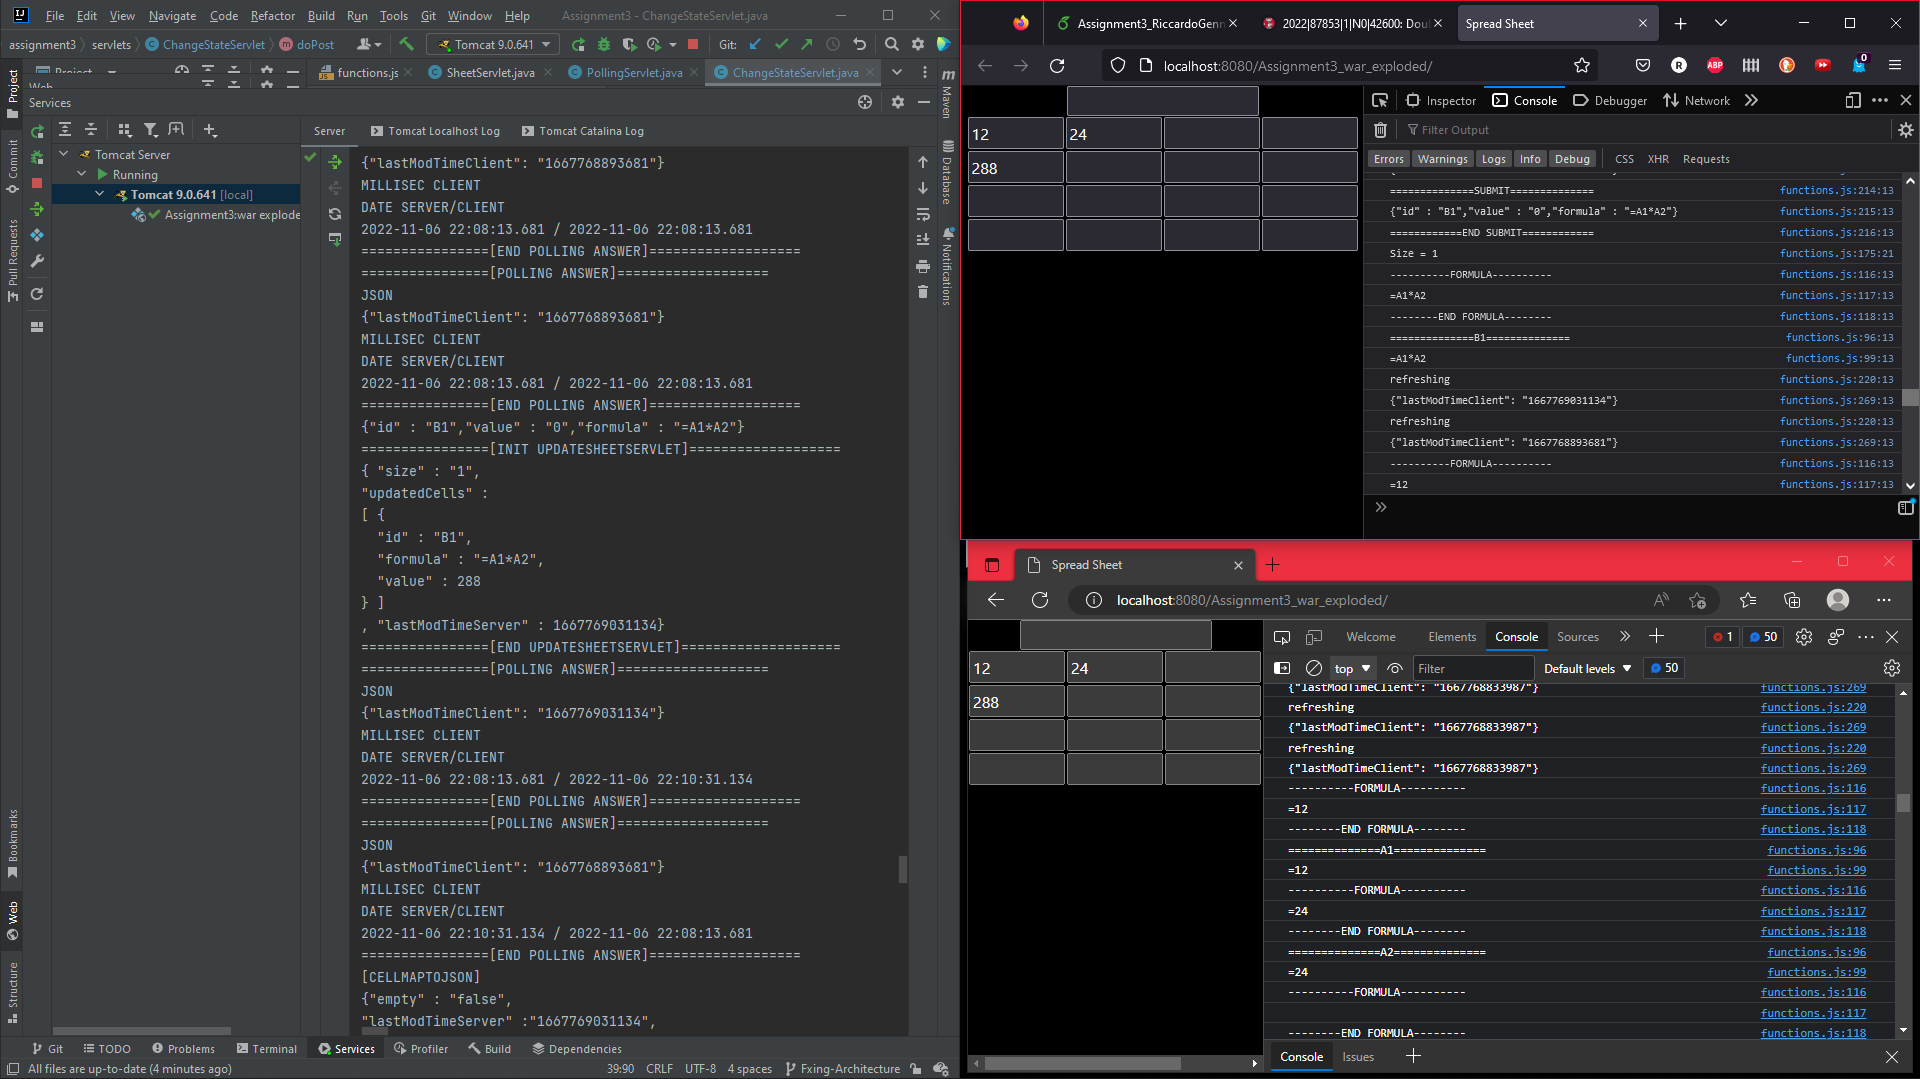 File Edit View Navigate Code Refactor Build Run Tools Git Window Help Assignment3 - ChangeStateServlet.java
assignment3 servlets ChangeStateServlet doPost Tomcat 9.0.641 Git:
Project functions.js SheetServlet.java PollingServlet.java ChangeStateServlet.java
Web
Services
Server Tomcat Localhost Log Tomcat Catalina Log
Tomcat Server
Running
Tomcat 9.0.641 [local]
Assignment3:war explode
Project
Commit
Pull Requests
Bookmarks
Web
Structure
Maven
Database
Notifications
{"lastModTimeClient": "1667768893681"}
MILLISEC CLIENT
DATE SERVER/CLIENT
2022-11-06 22:08:13.681 / 2022-11-06 22:08:13.681
=================[END POLLING ANSWER]====================
=================[POLLING ANSWER]====================
JSON
{"lastModTimeClient": "1667768893681"}
MILLISEC CLIENT
DATE SERVER/CLIENT
2022-11-06 22:08:13.681 / 2022-11-06 22:08:13.681
=================[END POLLING ANSWER]====================
{"id" : "B1","value" : "0","formula" : "=A1*A2"}
=================[INIT UPDATESHEETSERVLET]====================
{ "size" : "1",
"updatedCells" :
[ {
"id" : "B1",
"formula" : "=A1*A2",
"value" : 288
} ]
, "lastModTimeServer" : 1667769031134}
=================[END UPDATESHEETSERVLET]=====================
=================[POLLING ANSWER]====================
JSON
{"lastModTimeClient": "1667769031134"}
MILLISEC CLIENT
DATE SERVER/CLIENT
2022-11-06 22:08:13.681 / 2022-11-06 22:10:31.134
=================[END POLLING ANSWER]====================
=================[POLLING ANSWER]====================
JSON
{"lastModTimeClient": "1667768893681"}
MILLISEC CLIENT
DATE SERVER/CLIENT
2022-11-06 22:10:31.134 / 2022-11-06 22:08:13.681
=================[END POLLING ANSWER]====================
[CELLMAPTOJSON]
{"empty" : "false",
"lastModTimeServer" :"1667769031134",
Git TODO Problems Terminal Services Profiler Build Dependencies
All files are up-to-date (4 minutes ago) 39:90 CRLF UTF-8 4 spaces Fxing-Architecture
Assignment3_RiccardoGenn 2022|87853|1|N0|42600: Dou Spread Sheet
localhost:8080/Assignment3_war_exploded/
R ABP 0
12 24
288
Inspector Console Debugger Network
Filter Output
Errors Warnings Logs Info Debug CSS XHR Requests
==============SUBMIT============== functions.js:214:13
{"id" : "B1","value" : "0","formula" : "=A1*A2"} functions.js:215:13
============END SUBMIT============ functions.js:216:13
Size = 1 functions.js:175:21
----------FORMULA---------- functions.js:116:13
=A1*A2 functions.js:117:13
--------END FORMULA-------- functions.js:118:13
==============B1============== functions.js:96:13
=A1*A2 functions.js:99:13
refreshing functions.js:220:13
{"lastModTimeClient": "1667769031134"} functions.js:269:13
refreshing functions.js:220:13
{"lastModTimeClient": "1667768893681"} functions.js:269:13
----------FORMULA---------- functions.js:116:13
=12 functions.js:117:13
Spread Sheet
localhost:8080/Assignment3_war_exploded/
12 24
288
Welcome Elements Console Sources 1 50
top Filter Default levels 50
{"lastModTimeClient": "1667768833987"} functions.js:269
refreshing functions.js:220
{"lastModTimeClient": "1667768833987"} functions.js:269
refreshing functions.js:220
{"lastModTimeClient": "1667768833987"} functions.js:269
----------FORMULA---------- functions.js:116
=12 functions.js:117
--------END FORMULA-------- functions.js:118
==============A1============== functions.js:96
=12 functions.js:99
----------FORMULA---------- functions.js:116
=24 functions.js:117
--------END FORMULA-------- functions.js:118
==============A2============== functions.js:96
=24 functions.js:99
----------FORMULA---------- functions.js:116
functions.js:117
--------END FORMULA-------- functions.js:118
Console Issues